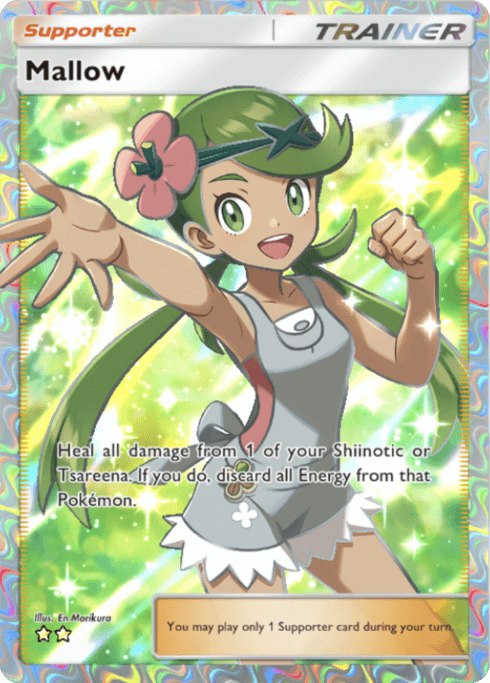 Supporter
TRAINER
Mallow
Heal all damage from 1 of your Shiinotic or
Tsareena. If you do, discard all Energy from that
Pokémon.
Illus. En Morikura
You may play only 1 Supporter card during your turn.